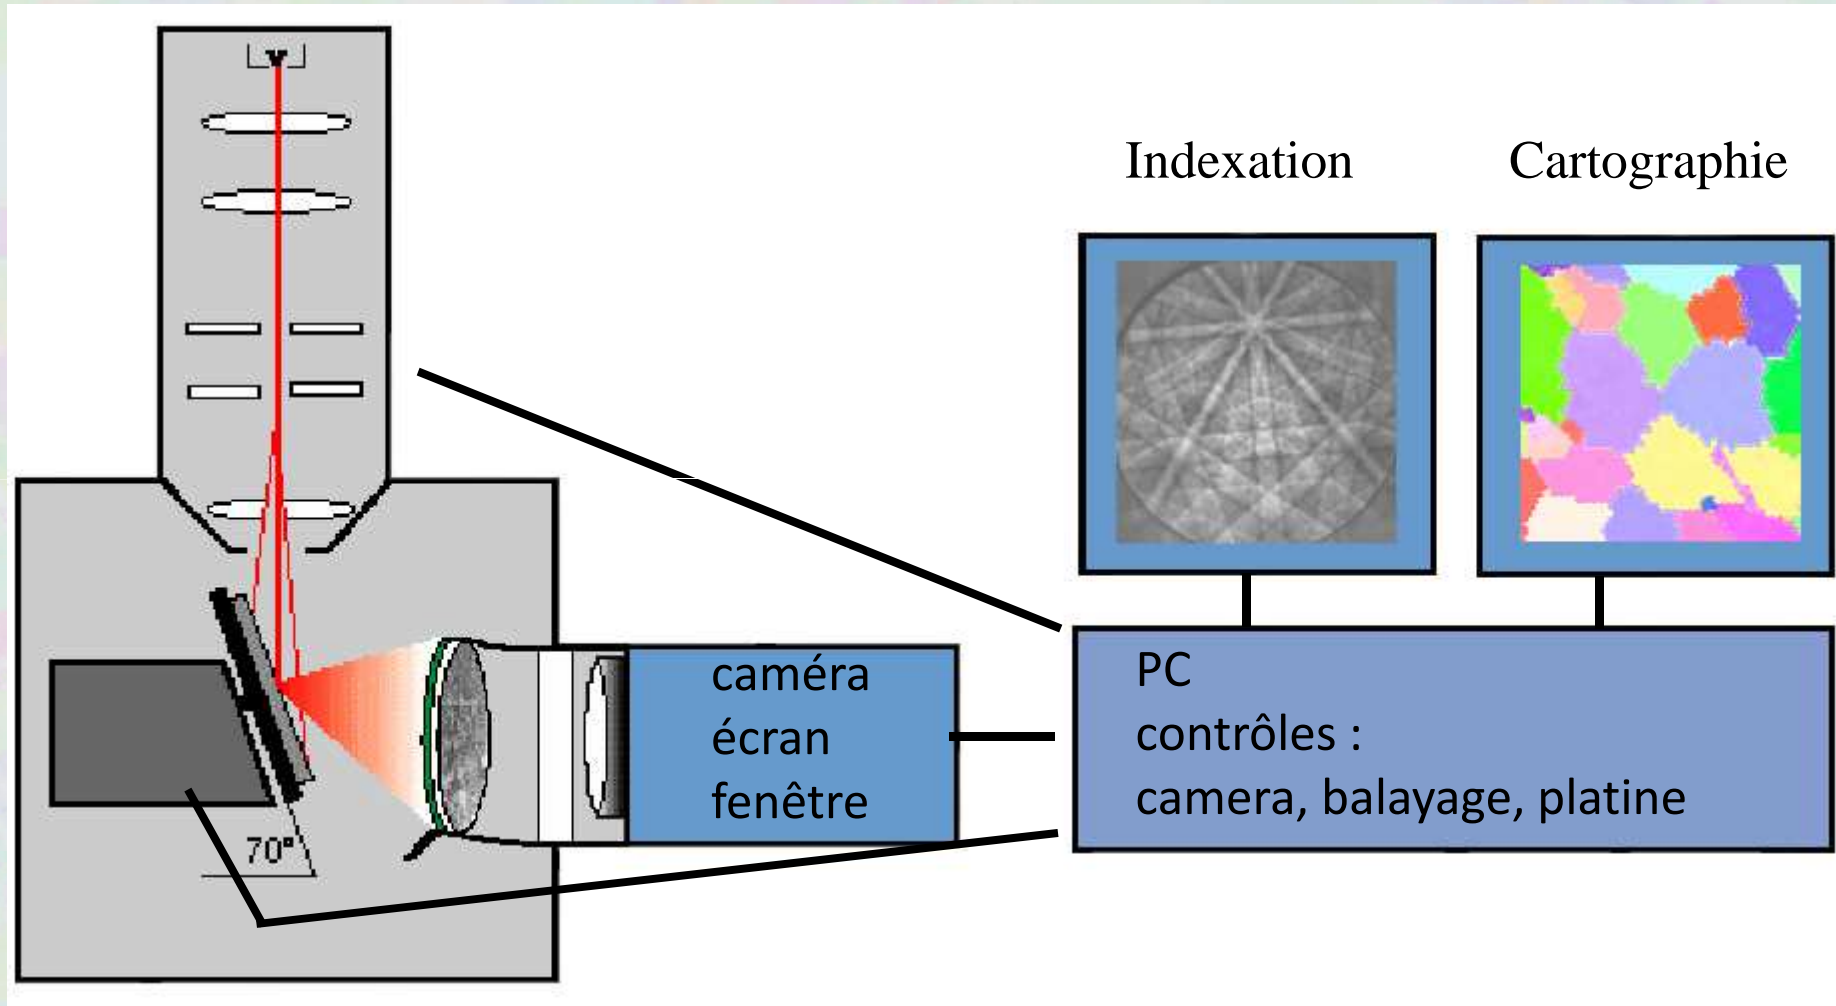 Indexation
Cartographie
caméra
écran
fenêtre
PC
contrôles :
camera, balayage, platine
70°